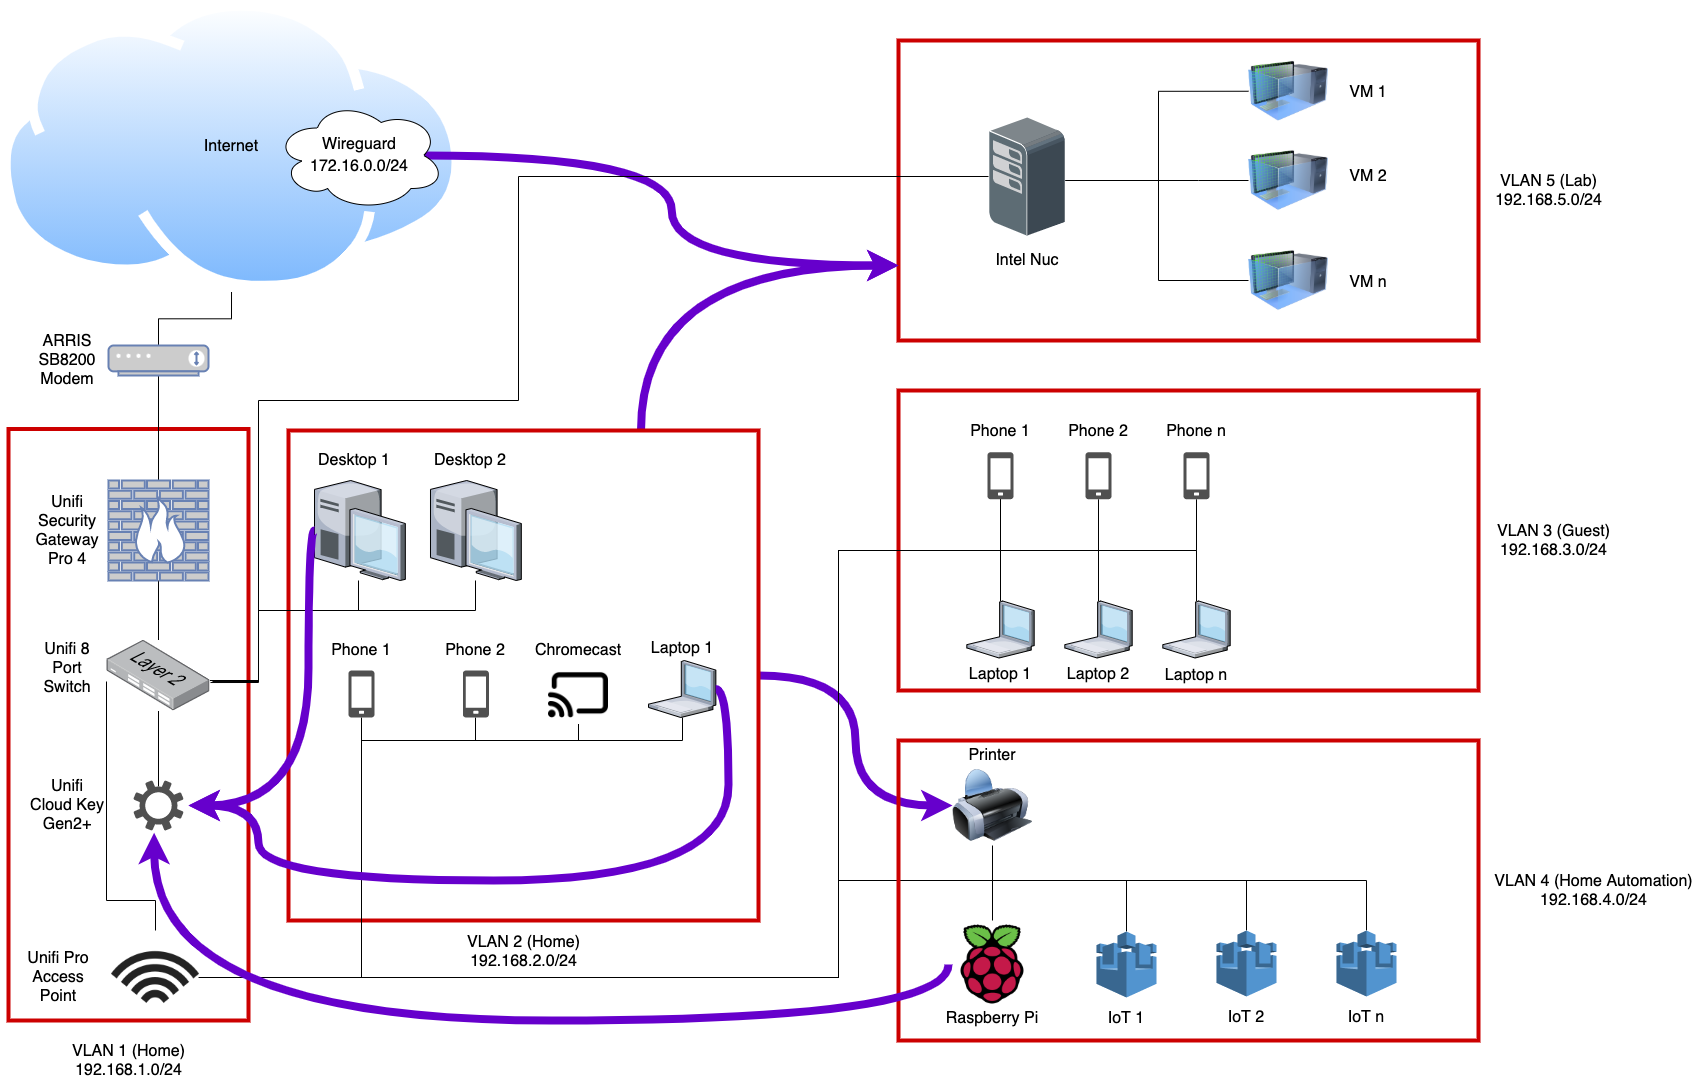 Internet
Wireguard
172.16.0.0/24
VM 1
VM 2
VM n
Intel Nuc
VLAN 5 (Lab)
192.168.5.0/24
ARRIS
SB8200
Modem
Unifi
Security
Gateway
Pro 4
Unifi 8
Port
Switch
Layer 2
Unifi
Cloud Key
Gen2+
Unifi Pro
Access
Point
VLAN 1 (Home)
192.168.1.0/24
Desktop 1
Desktop 2
Phone 1
Phone 2
Chromecast
Laptop 1
VLAN 2 (Home)
192.168.2.0/24
Phone 1
Phone 2
Phone n
Laptop 1
Laptop 2
Laptop n
VLAN 3 (Guest)
192.168.3.0/24
Printer
Raspberry Pi
IoT 1
IoT 2
IoT n
VLAN 4 (Home Automation)
192.168.4.0/24